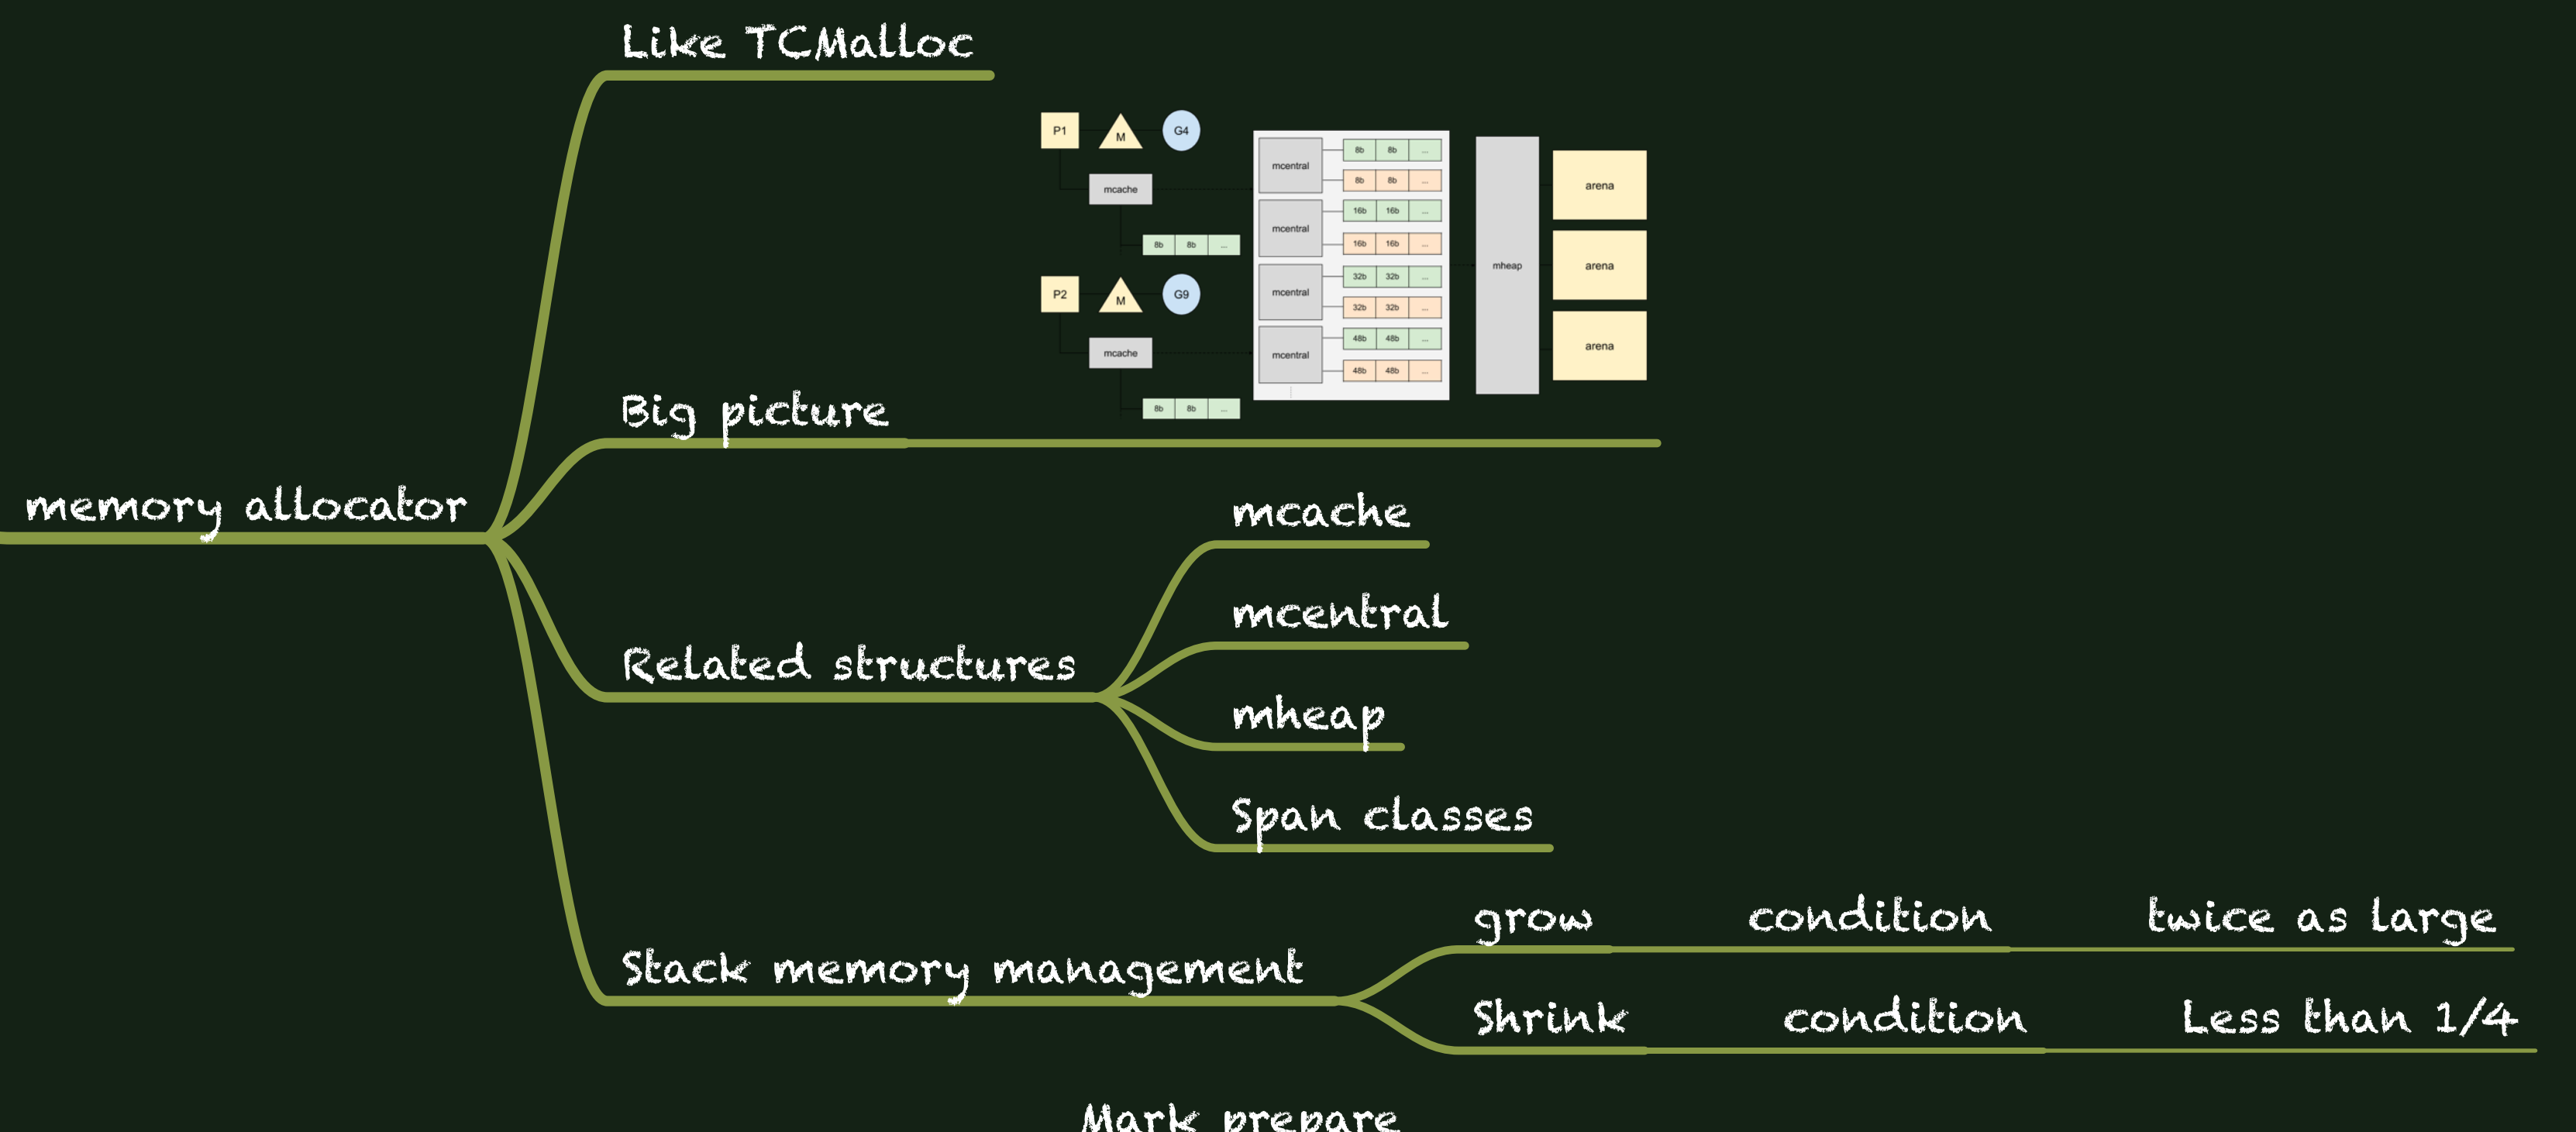 Like TCMalloc
P1 M G4
mcache
8b 8b ...
P2 M G9
mcache
8b 8b ...
mcentral 8b 8b ...
8b 8b ...
mcentral 16b 16b ...
16b 16b ...
mcentral 32b 32b ...
32b 32b ...
mcentral 48b 48b ...
48b 48b ...
mheap
arena
arena
arena
Big picture
memory allocator
mcache
mcentral
Related structures
mheap
Span classes
grow condition twice as large
Stack memory management
Shrink condition Less than 1/4
Mark prepare